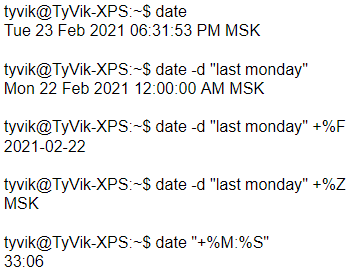 tyvik@TyVik-XPS:~$ date
Tue 23 Feb 2021 06:31:53 PM MSK
tyvik@TyVik-XPS:~$ date -d "last monday"
Mon 22 Feb 2021 12:00:00 AM MSK
tyvik@TyVik-XPS:~$ date -d "last monday" +%F
2021-02-22
tyvik@TyVik-XPS:~$ date -d "last monday" +%Z
MSK
tyvik@TyVik-XPS:~$ date "+%M:%S"
33:06